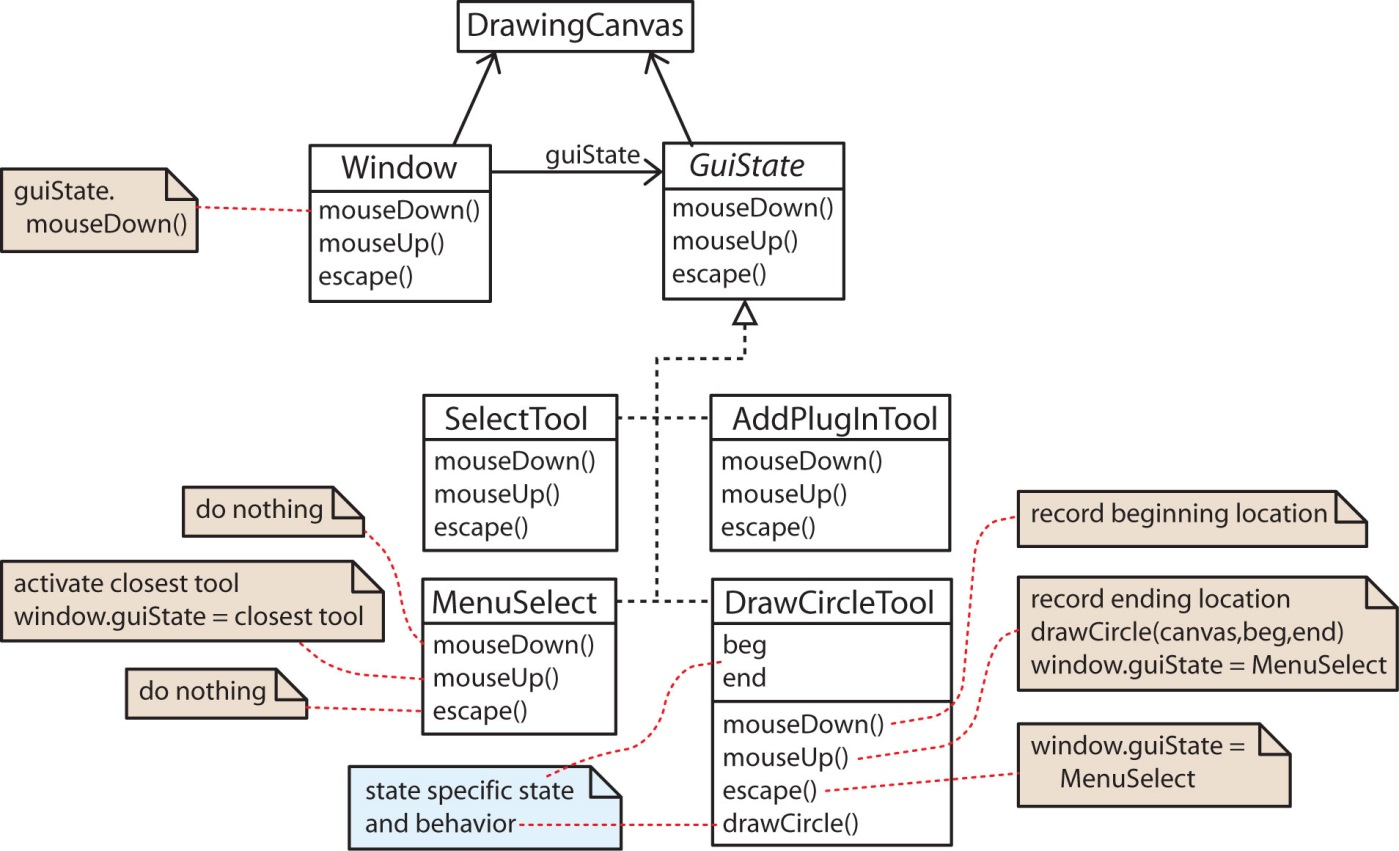 DrawingCanvas
guiState.
mouseDown()
Window
mouseDown()
mouseUp()
escape()
guiState
GuiState
mouseDown()
mouseUp()
escape()
SelectTool
mouseDown()
mouseUp()
escape()
AddPlugInTool
mouseDown()
mouseUp()
escape()
do nothing
activate closest tool
window.guiState = closest tool
do nothing
MenuSelect
mouseDown()
mouseUp()
escape()
DrawCircleTool
beg
end
mouseDown()
mouseUp()
escape()
drawCircle()
record beginning location
record ending location
drawCircle(canvas,beg,end)
window.guiState = MenuSelect
window.guiState =
MenuSelect
state specific state
and behavior